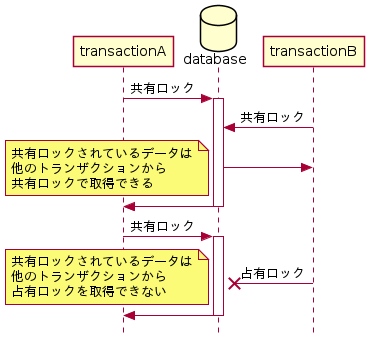 transactionA
database
transactionB
共有ロック
共有ロック
共有ロックされているデータは
他のトランザクションから
共有ロックで取得できる
共有ロック
共有ロックされているデータは
他のトランザクションから
占有ロックを取得できない
占有ロック